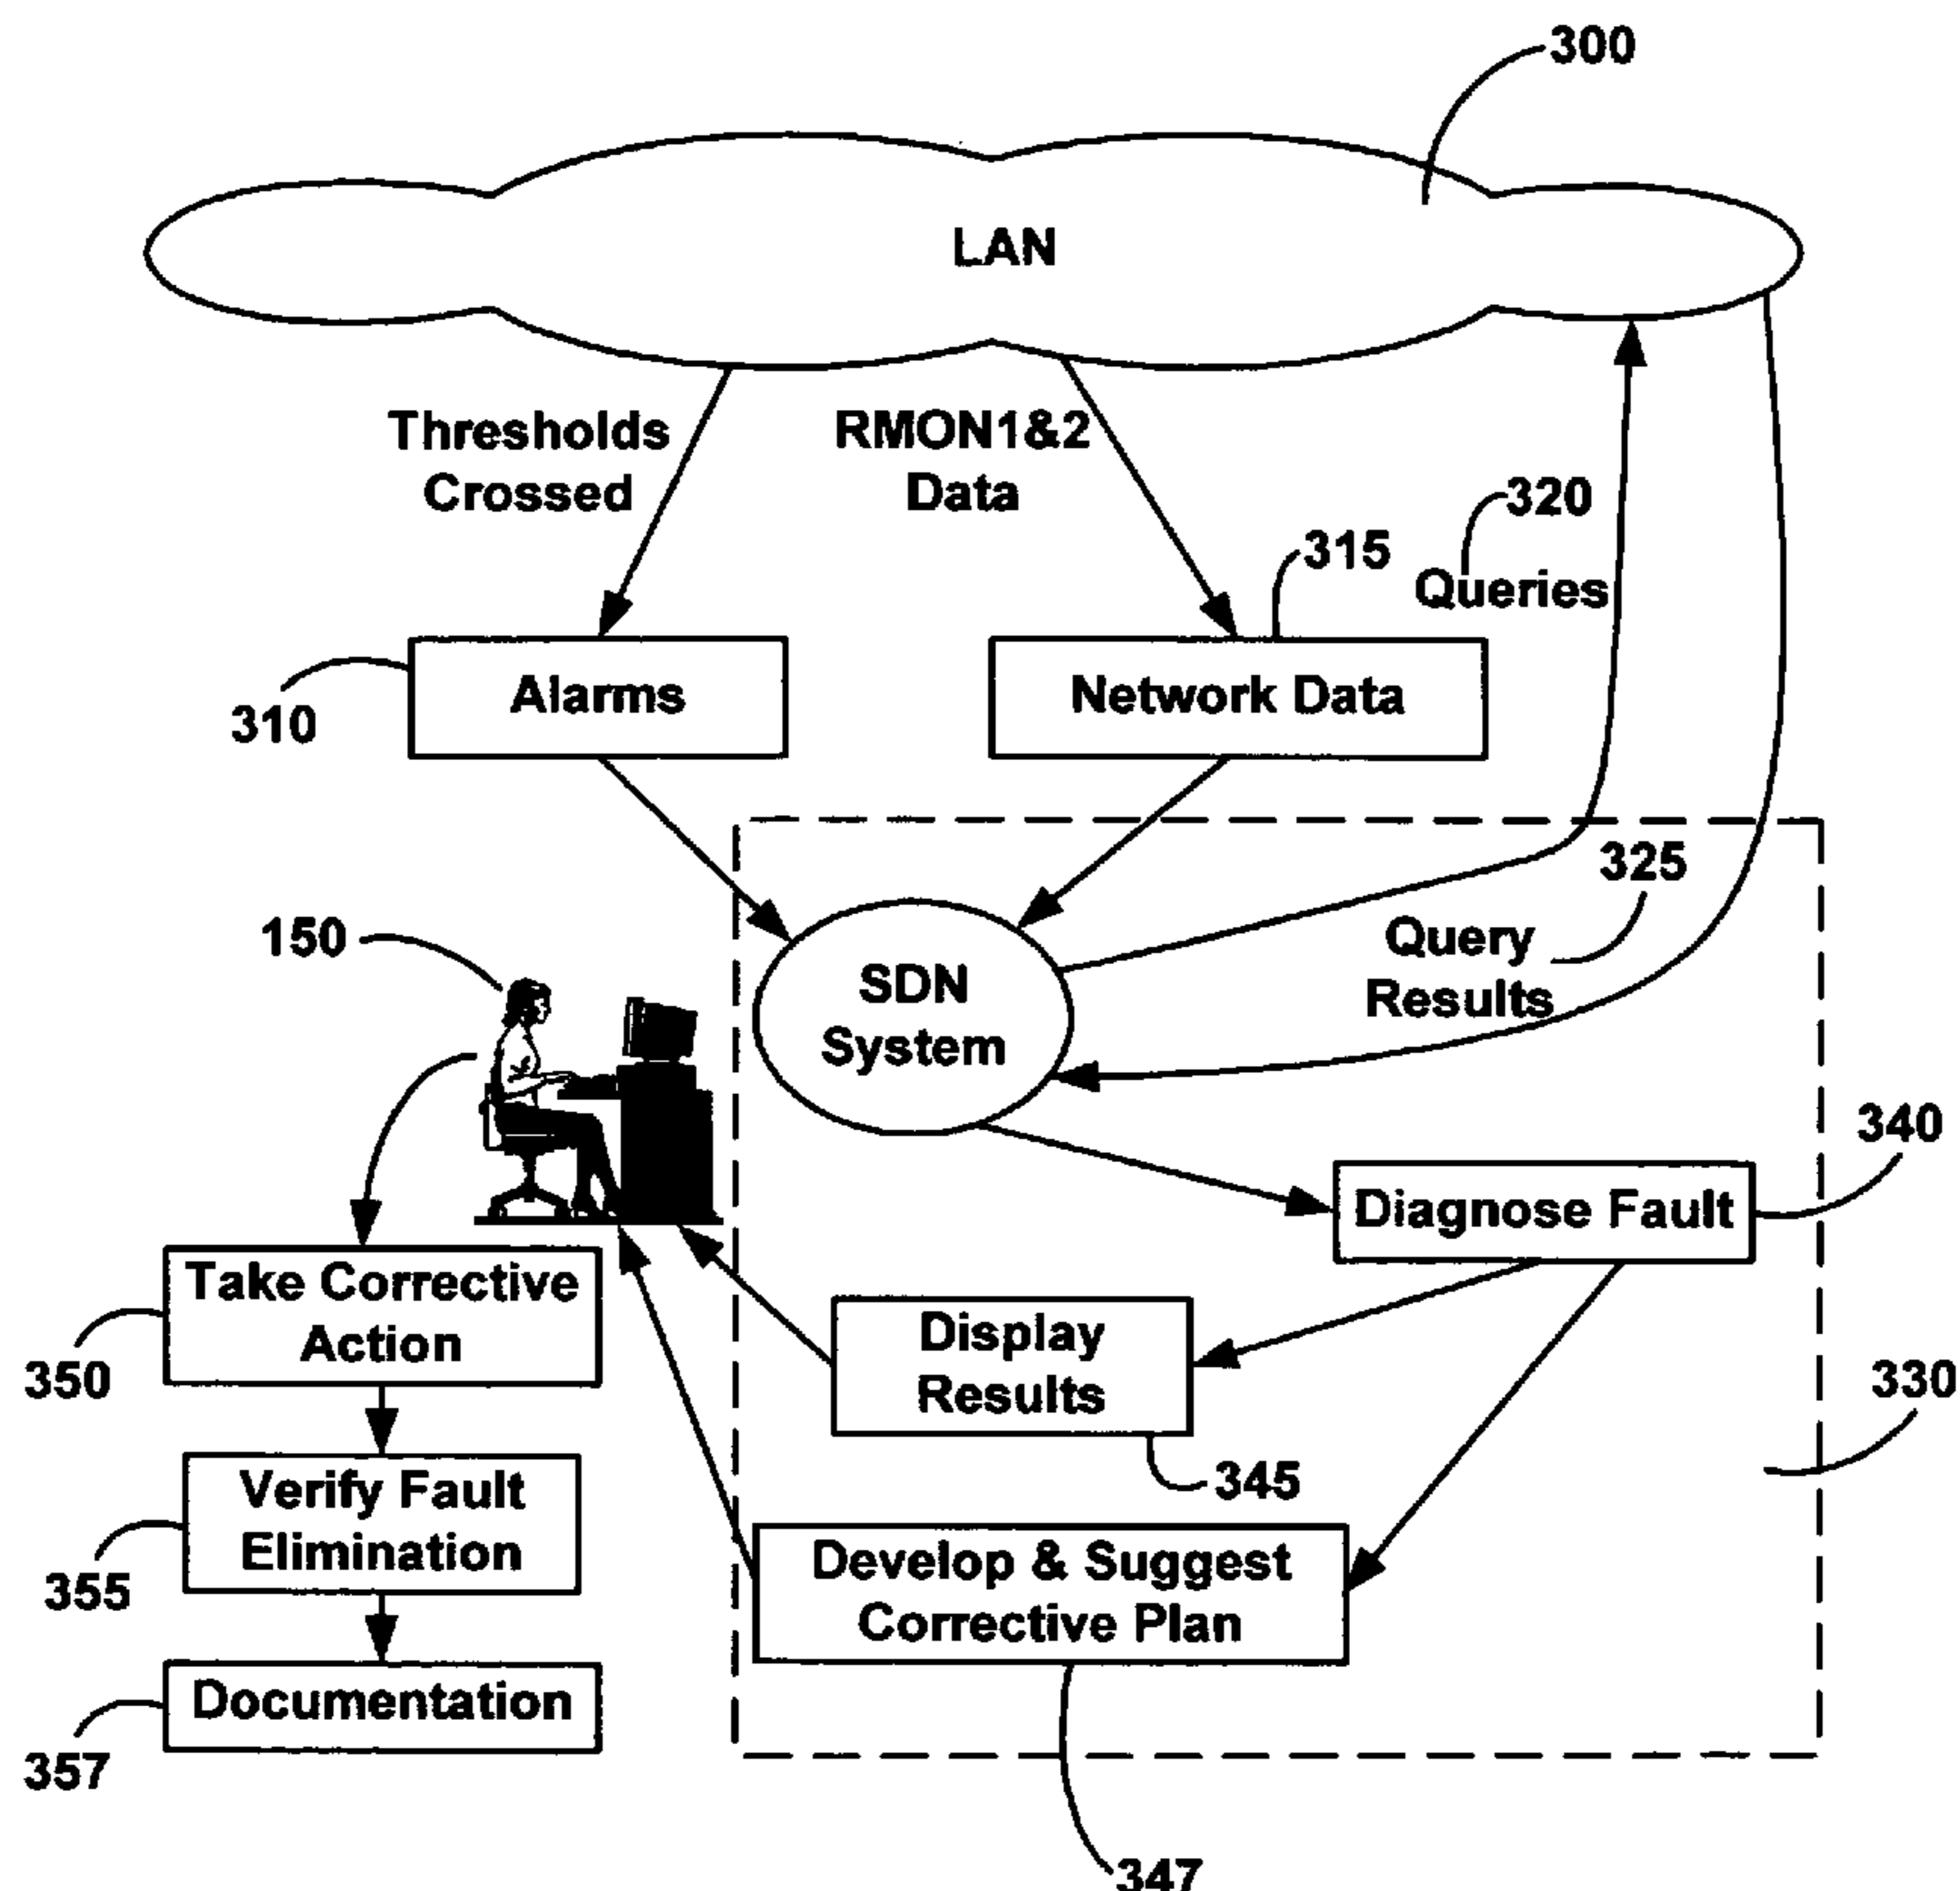 300
LAN
Thresholds
Crossed
RMON1&2
Data
320
Queries
315
310
Alarms
Network Data
325
Query
Results
150
SDN
System
340
Diagnose Fault
Take Corrective
Action
350
Display
Results
345
330
Verify Fault
Elimination
355
Develop & Suggest
Corrective Plan
Documentation
357
347